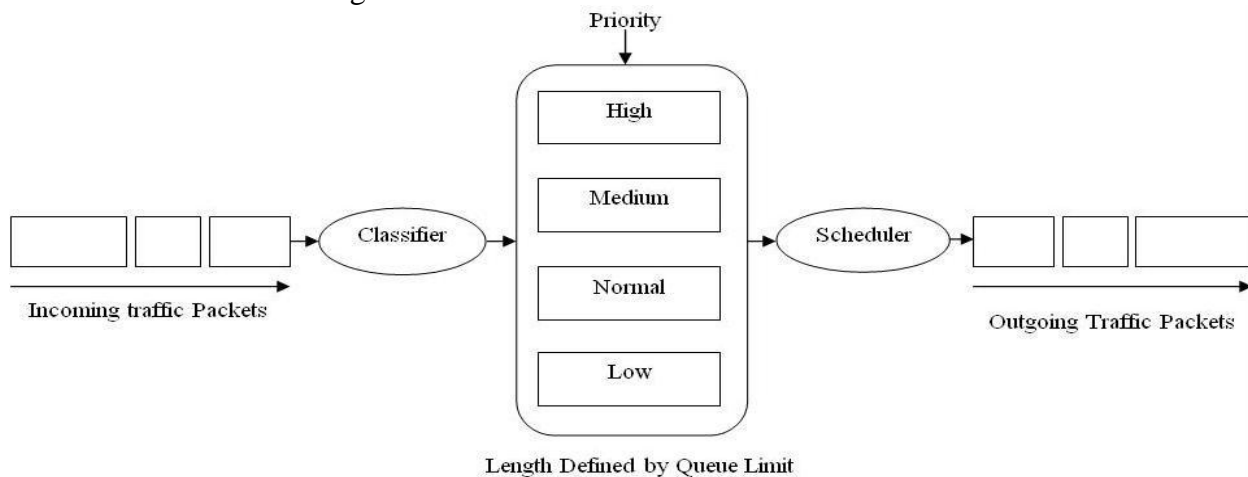 Priority
High
Medium
Normal
Low
Classifier
Scheduler
Incoming traffic Packets
Outgoing Traffic Packets
Length Defined by Queue Limit